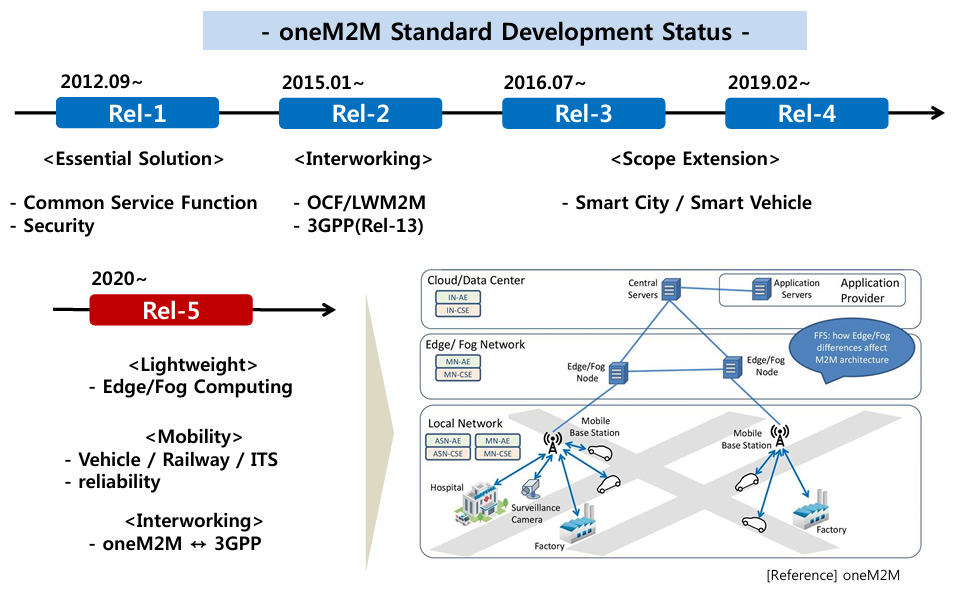 - oneM2M Standard Development Status -
2012.09~
2015.01~
2016.07~
2019.02~
Rel-1
Rel-2
Rel-3
Rel-4
<Essential Solution>
- Common Service Function
- Security
<Interworking>
- OCF/LWM2M
- 3GPP(Rel-13)
<Scope Extension>
- Smart City / Smart Vehicle
2020~
Rel-5
<Lightweight>
- Edge/Fog Computing
<Mobility>
- Vehicle / Railway / ITS
- reliability
<Interworking>
- oneM2M ↔ 3GPP
Cloud/Data Center
IN-AE
IN-CSE
Central
Servers
Application
Servers
Application
Provider
Edge/ Fog Network
MN-AE
MN-CSE
Edge/Fog
Node
Edge/Fog
Node
FFS: how Edge/Fog
differences affect
M2M architecture
Local Network
ASN-AE
ASN-CSE
MN-AE
MN-CSE
Mobile
Base Station
Mobile
Base Station
Hospital
Surveillance
Camera
Factory
Factory
[Reference] oneM2M